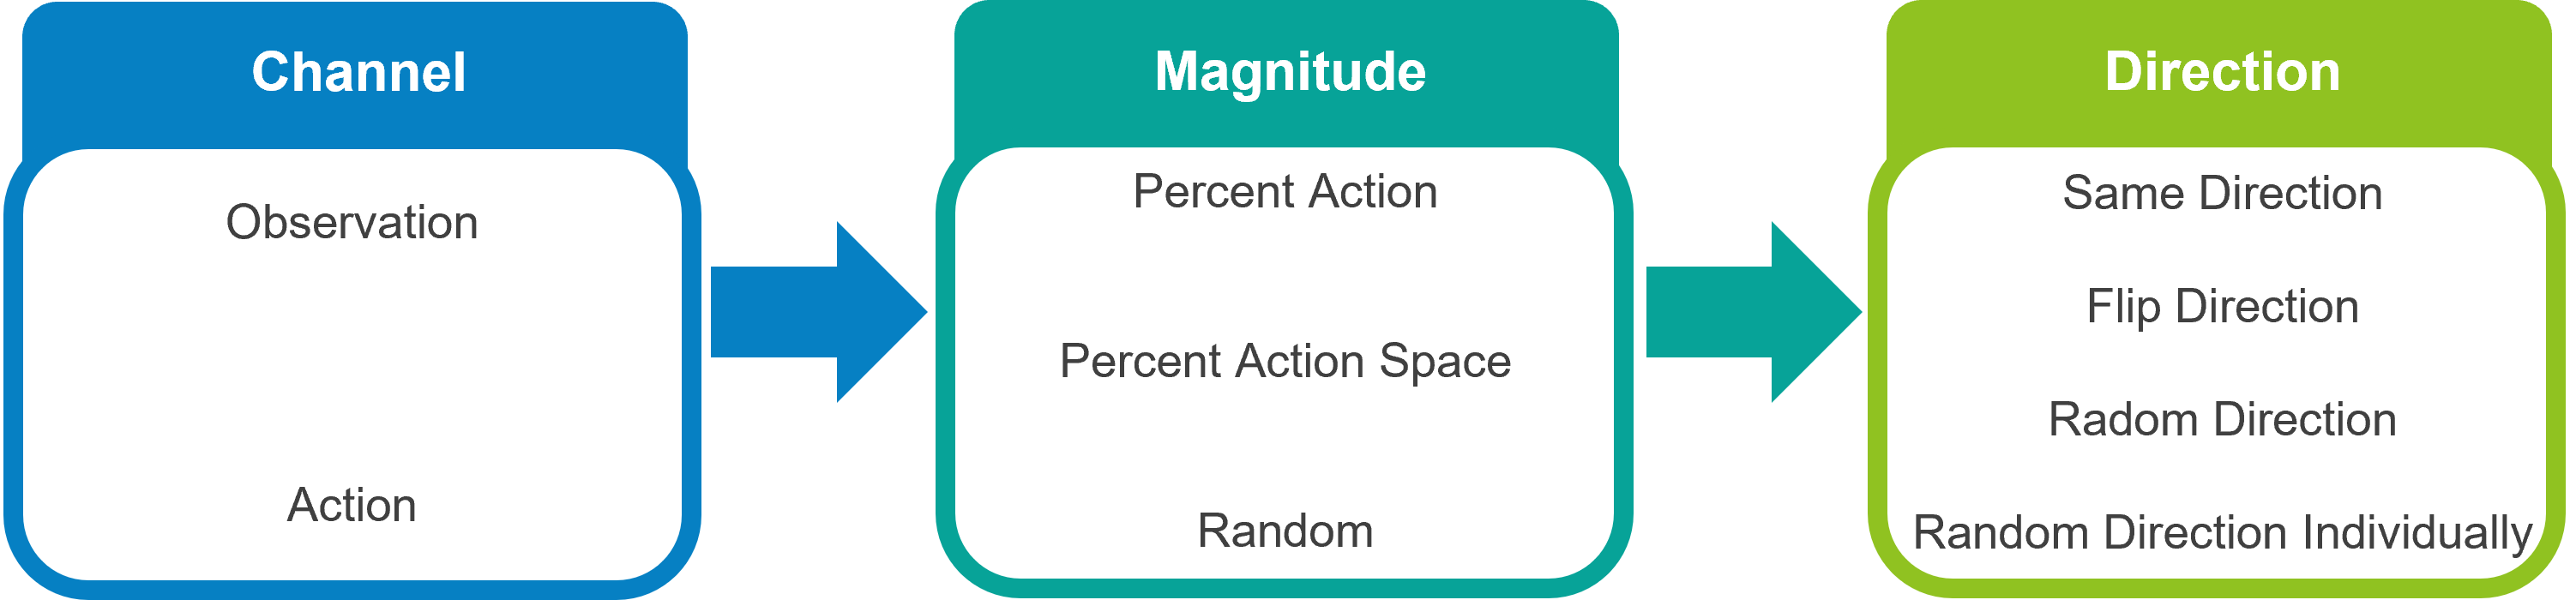 Channel
Observation
Action
Magnitude
Percent Action
Percent Action Space
Random
Direction
Same Direction
Flip Direction
Radom Direction
Random Direction Individually